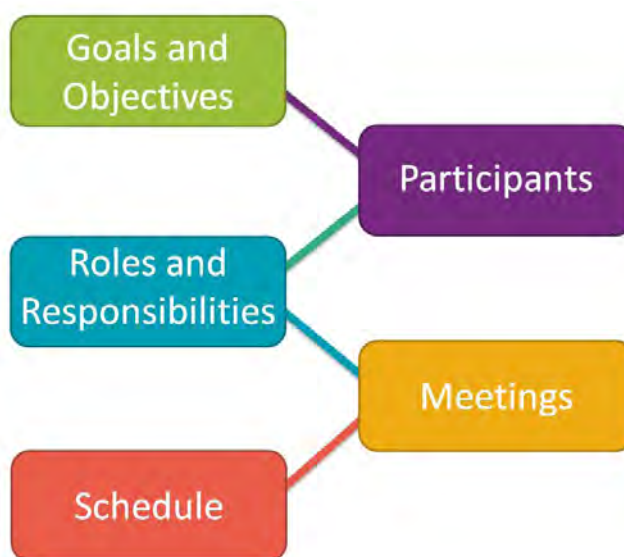 Goals and
Objectives
Participants
Roles and
Responsibilities
Meetings
Schedule